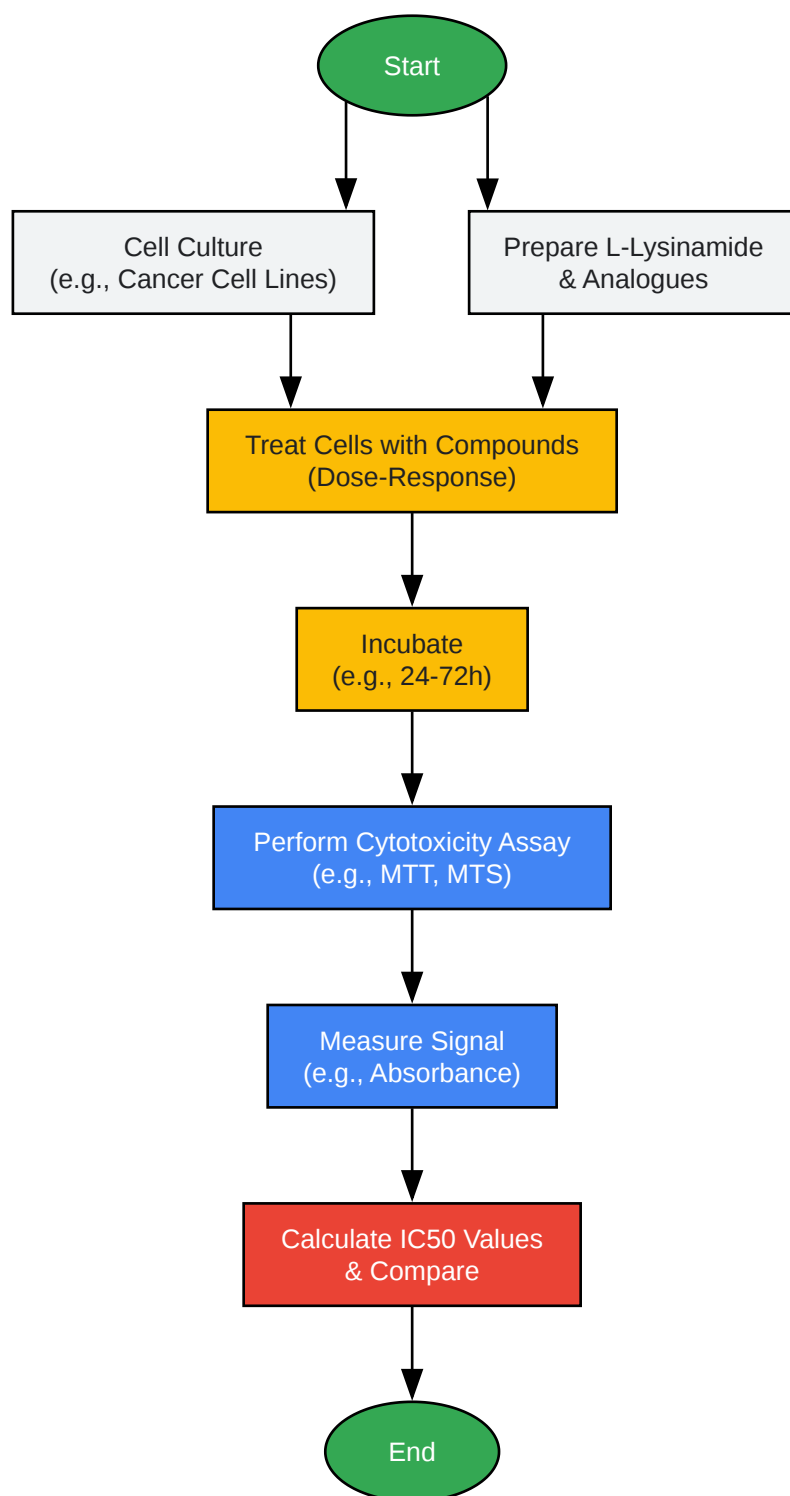 Start
Cell Culture
(e.g., Cancer Cell Lines)
Prepare L-Lysinamide
& Analogues
Treat Cells with Compounds
(Dose-Response)
Incubate
(e.g., 24-72h)
Perform Cytotoxicity Assay
(e.g., MTT, MTS)
Measure Signal
(e.g., Absorbance)
Calculate IC50 Values
& Compare
End